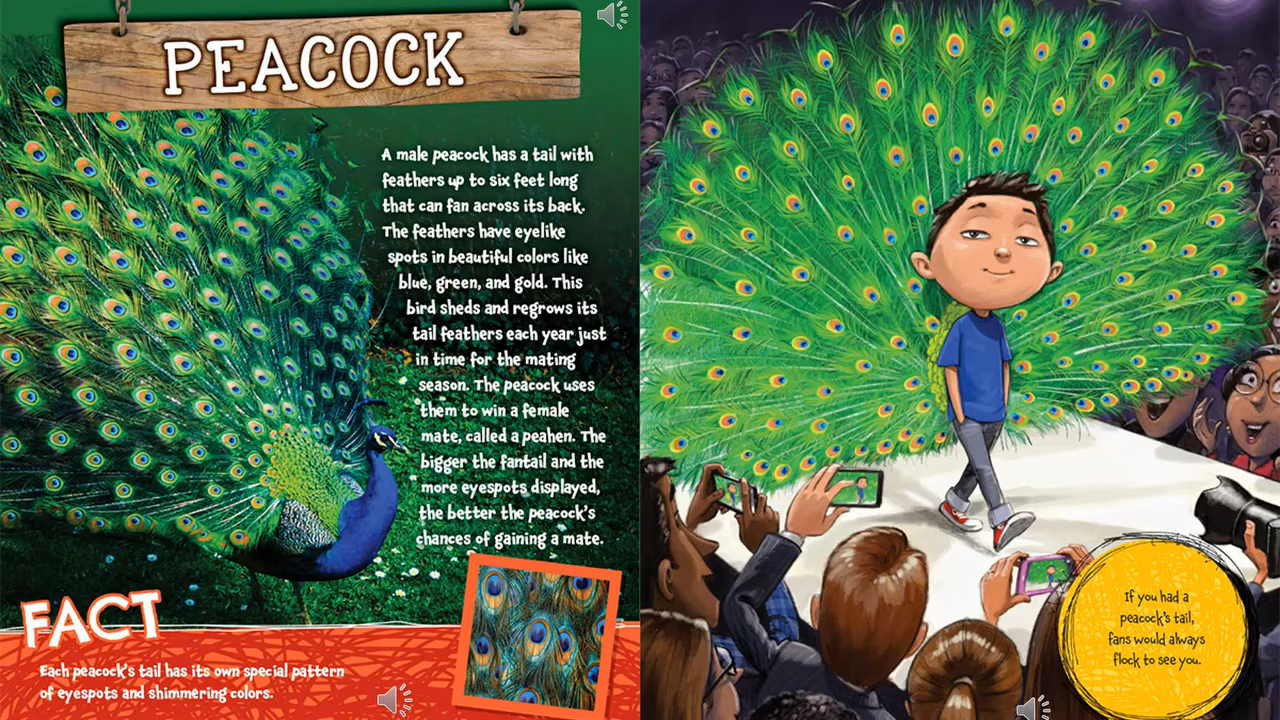 PEACOCK
A male peacock has a tail with
feathers up to six feet long
that can fan across its back.
The feathers have eyelike
spots in beautiful colors like
blue, green, and gold. This
bird sheds and regrows its
tail feathers each year just
in time for the mating
season. The peacock uses
them to win a female
mate, called a peahen. The
bigger the fantail and the
more eyespots displayed,
the better the peacock's
chances of gaining a mate.
FACT
Each peacock's tail has its own special pattern
of eyespots and shimmering colors.
If you had a
peacock's tail,
fans would always
flock to see you.